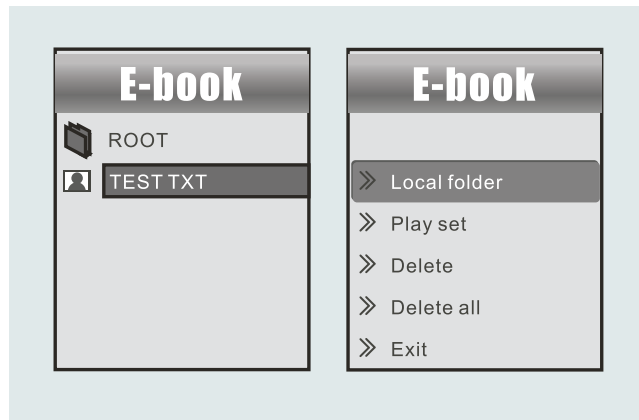 E-book
ROOT
TEST TXT
E-book
Local folder
Play set
Delete
Delete all
Exit